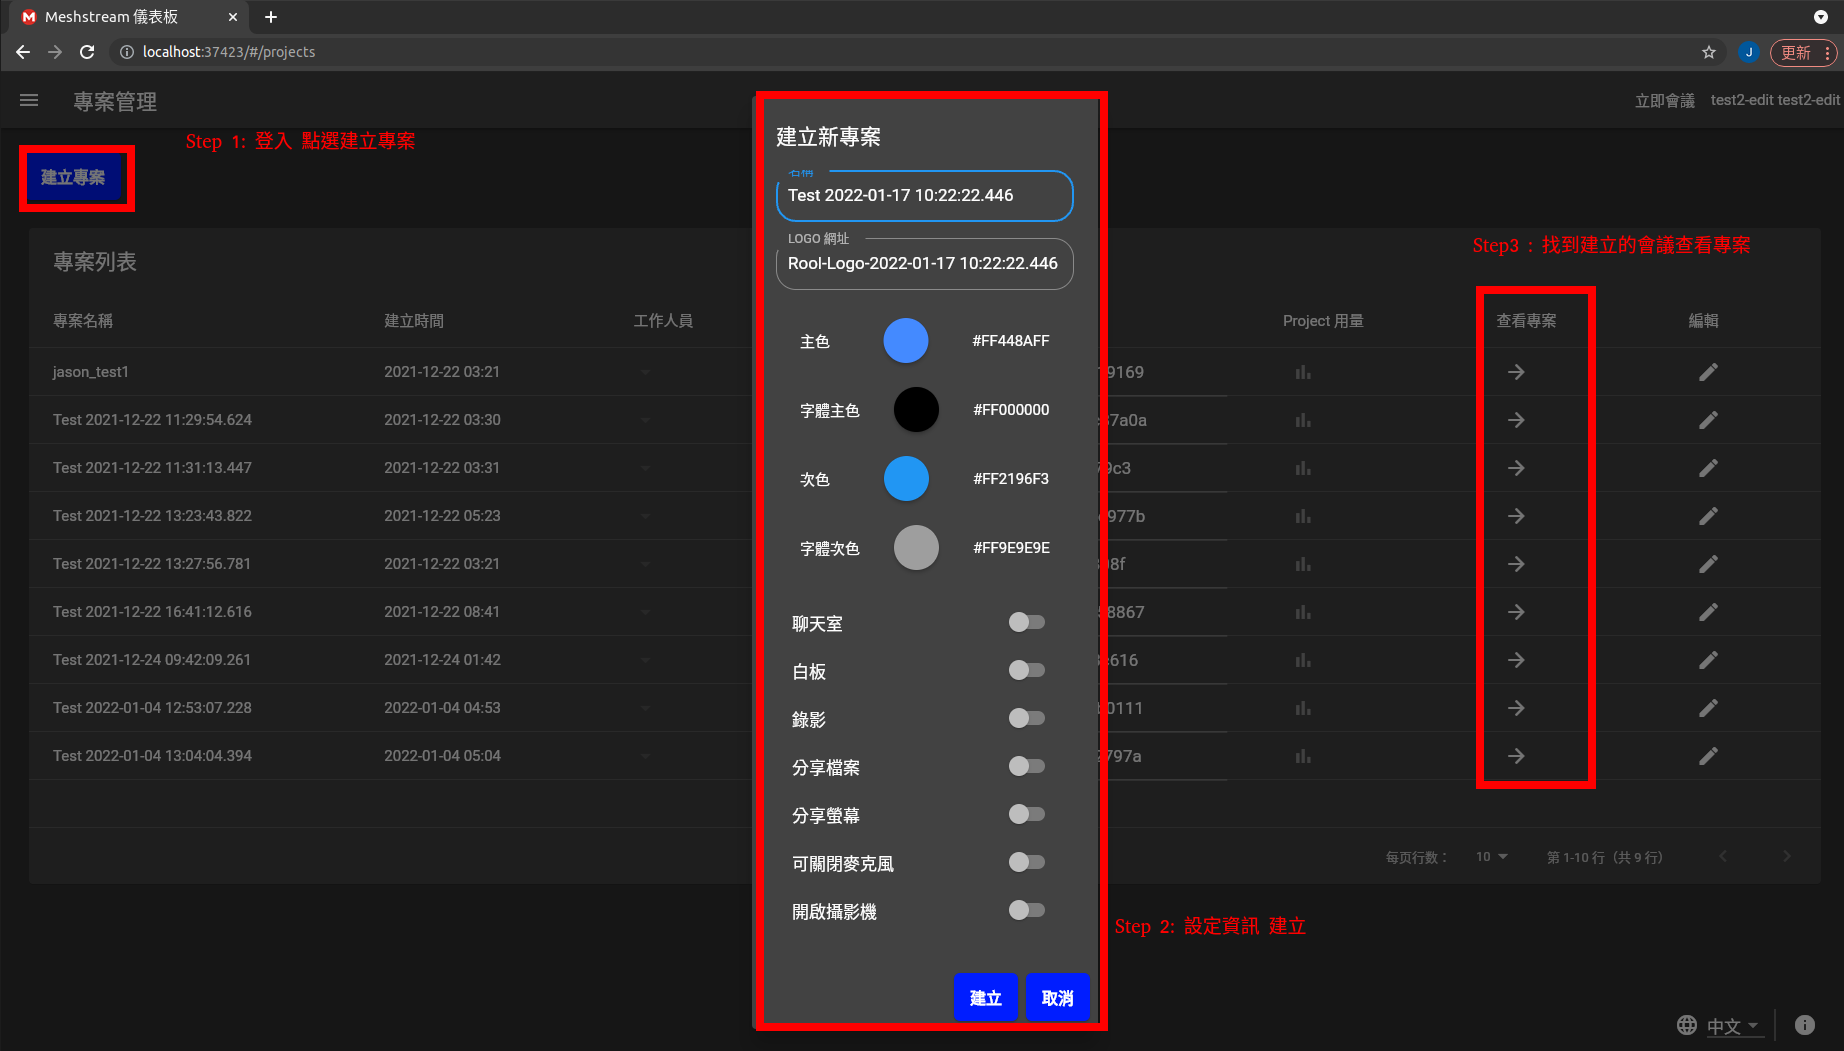 Meshstream 儀表板
localhost:37423/#/projects
J
更新
專案管理
立即會議 test2-edit test2-edit
Step 1: 登入 點選建立專案
建立專案
專案列表
Step3 : 找到建立的會議查看專案
專案名稱 建立時間 工作人員 Project 用量 查看專案 編輯
jason_test1 2021-12-22 03:21 9169
Test 2021-12-22 11:29:54.624 2021-12-22 03:30 37a0a
Test 2021-12-22 11:31:13.447 2021-12-22 03:31 9c3
Test 2021-12-22 13:23:43.822 2021-12-22 05:23 977b
Test 2021-12-22 13:27:56.781 2021-12-22 03:21 08f
Test 2021-12-22 16:41:12.616 2021-12-22 08:41 8867
Test 2021-12-24 09:42:09.261 2021-12-24 01:42 c616
Test 2022-01-04 12:53:07.228 2022-01-04 04:53 0111
Test 2022-01-04 13:04:04.394 2022-01-04 05:04 797a
每页行数： 10 第 1-10 行（共 9 行）
建立新專案
名稱
Test 2022-01-17 10:22:22.446
LOGO 網址
Rool-Logo-2022-01-17 10:22:22.446
主色 #FF448AFF
字體主色 #FF000000
次色 #FF2196F3
字體次色 #FF9E9E9E
聊天室
白板
錄影
分享檔案
分享螢幕
可關閉麥克風
開啟攝影機
建立 取消
Step 2: 設定資訊 建立
中文